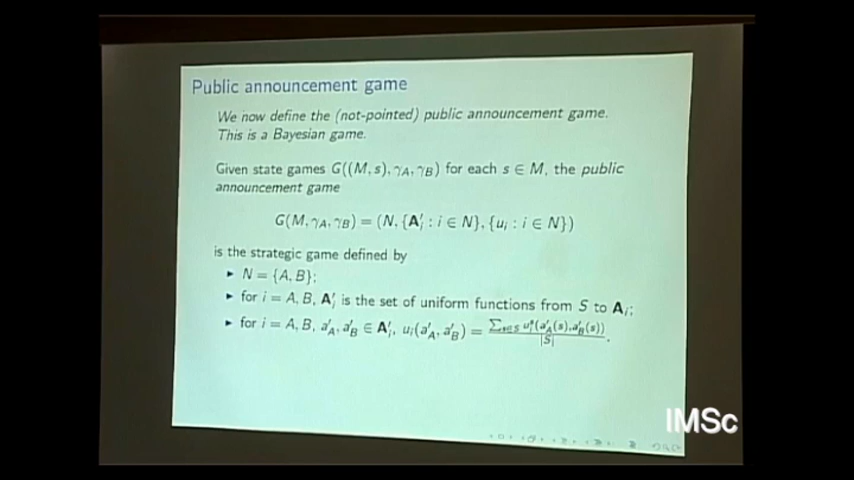 Public announcement game
We now define the (not-pointed) public announcement game.
This is a Bayesian game.
Given state games G((M, s), γA, γB) for each s ∈ M, the public
announcement game
G(M, γA, γB) = (N, {A′i : i ∈ N}, {ui : i ∈ N})
is the strategic game defined by
▶ N = {A, B};
▶ for i = A, B, A′i is the set of uniform functions from S to Ai;
▶ for i = A, B, a′A, a′B ∈ A′i, ui(a′A, a′B) = ∑s∈S uis(a′A(s),a′B(s)) / |S|.
IMSc